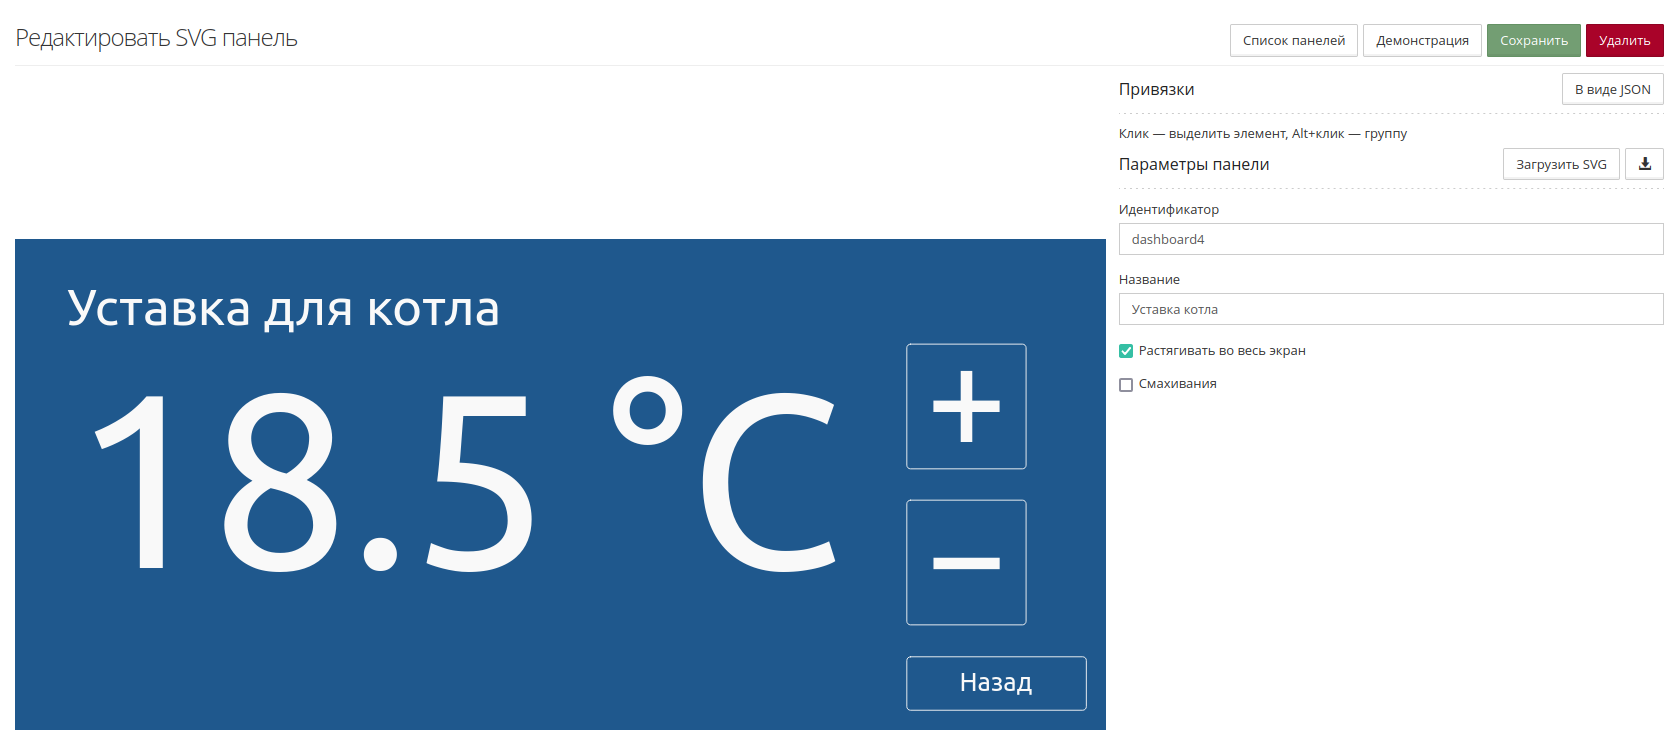 Редактировать SVG панель
Список панелей
Демонстрация
Сохранить
Удалить
Привязки
В виде JSON
Клик — выделить элемент, Alt+клик — группу
Параметры панели
Загрузить SVG
Идентификатор
dashboard4
Название
Уставка котла
Растягивать во весь экран
Смахивания
Уставка для котла
18.5 °C
+
−
Назад